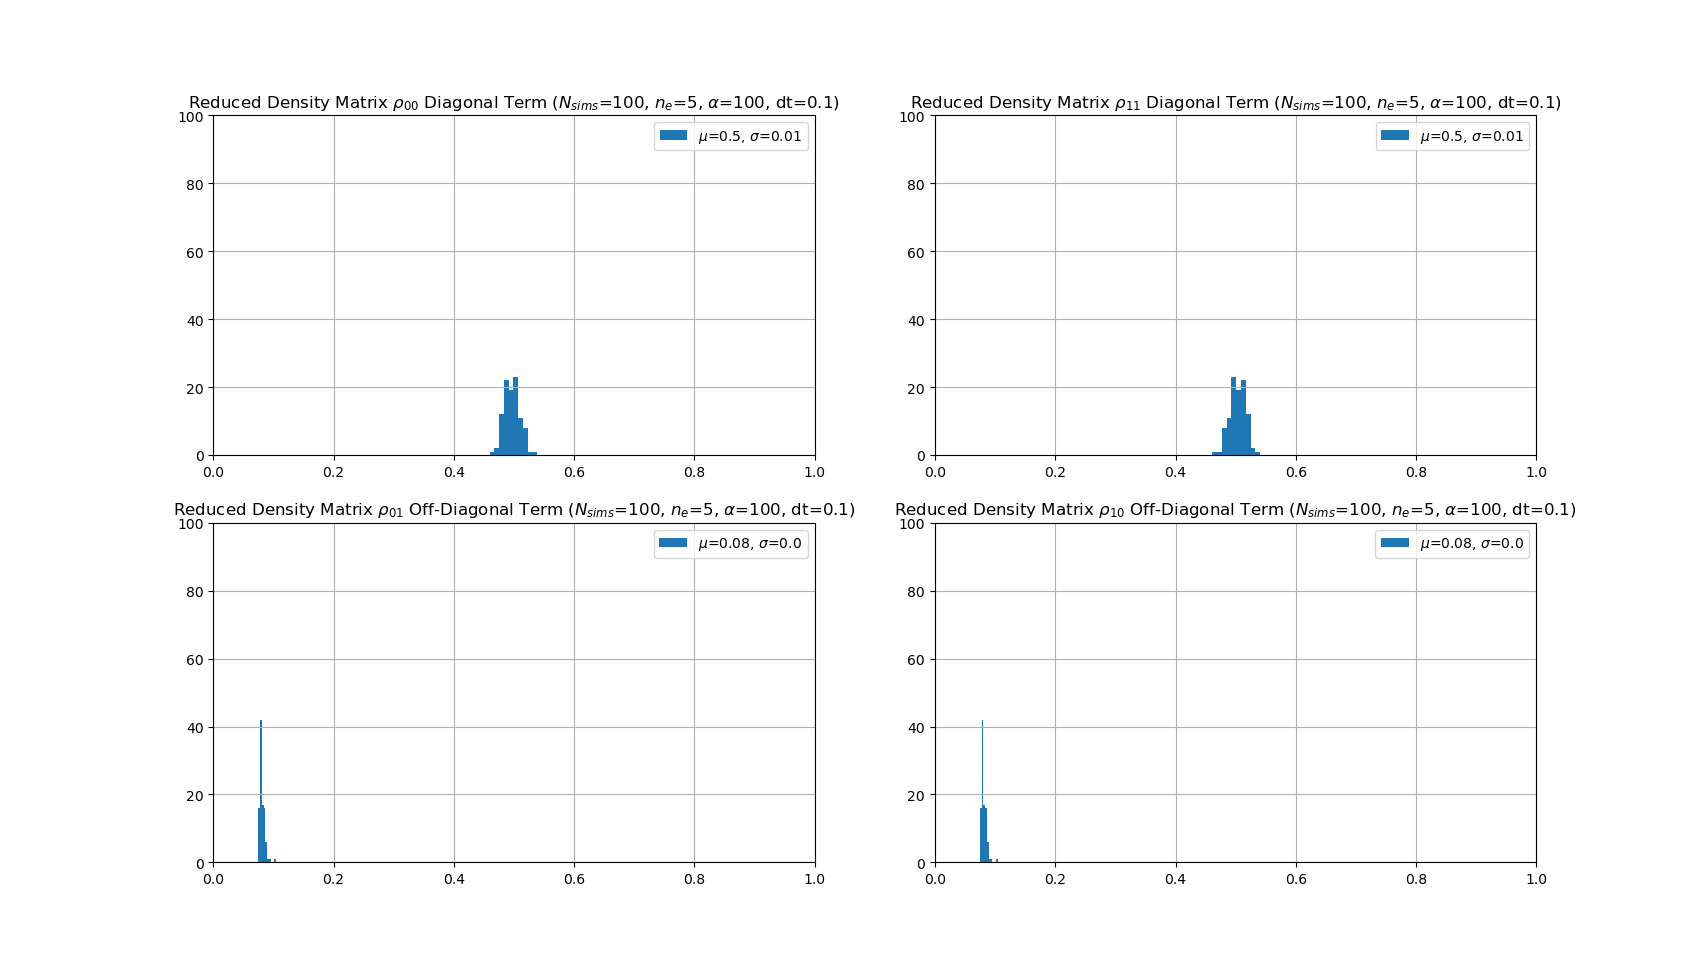 Reduced Density Matrix ρ₀₀ Diagonal Term (Nₛᵢₘₛ=100, nₑ=5, α=100, dt=0.1)
100
80
60
40
20
0
μ=0.5, σ=0.01
0.0 0.2 0.4 0.6 0.8 1.0
Reduced Density Matrix ρ₁₁ Diagonal Term (Nₛᵢₘₛ=100, nₑ=5, α=100, dt=0.1)
100
80
60
40
20
0
μ=0.5, σ=0.01
0.0 0.2 0.4 0.6 0.8 1.0
Reduced Density Matrix ρ₀₁ Off-Diagonal Term (Nₛᵢₘₛ=100, nₑ=5, α=100, dt=0.1)
100
80
60
40
20
0
μ=0.08, σ=0.0
0.0 0.2 0.4 0.6 0.8 1.0
Reduced Density Matrix ρ₁₀ Off-Diagonal Term (Nₛᵢₘₛ=100, nₑ=5, α=100, dt=0.1)
100
80
60
40
20
0
μ=0.08, σ=0.0
0.0 0.2 0.4 0.6 0.8 1.0